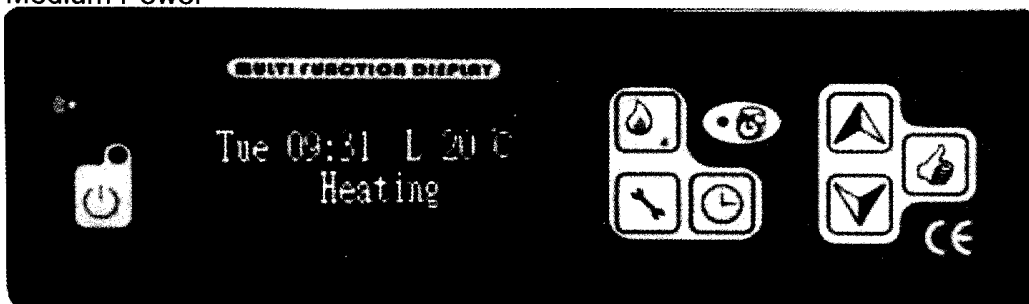 Medium Power
MULTI FUNCTION DISPLAY
Tue 09:31 L 20°C
Heating
CE